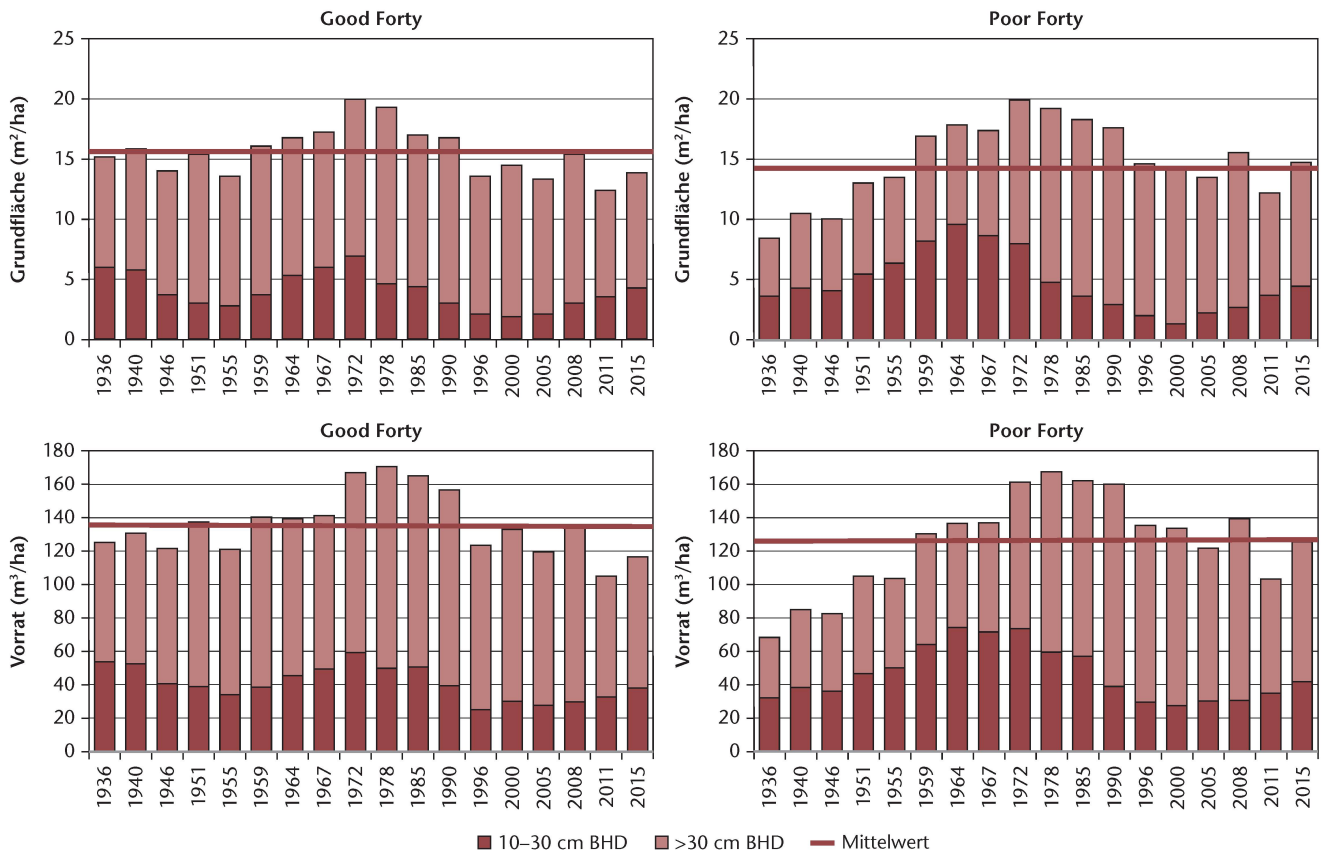 Good Forty
Grundfläche (m²/ha)
25
20
15
10
5
0
1936 1940 1946 1951 1955 1959 1964 1967 1972 1978 1985 1990 1996 2000 2005 2008 2011 2015
Poor Forty
Grundfläche (m²/ha)
25
20
15
10
5
0
1936 1940 1946 1951 1955 1959 1964 1967 1972 1978 1985 1990 1996 2000 2005 2008 2011 2015
Good Forty
Vorrat (m³/ha)
180
160
140
120
100
80
60
40
20
0
1936 1940 1946 1951 1955 1959 1964 1967 1972 1978 1985 1990 1996 2000 2005 2008 2011 2015
Poor Forty
Vorrat (m³/ha)
180
160
140
120
100
80
60
40
20
0
1936 1940 1946 1951 1955 1959 1964 1967 1972 1978 1985 1990 1996 2000 2005 2008 2011 2015
10–30 cm BHD >30 cm BHD Mittelwert